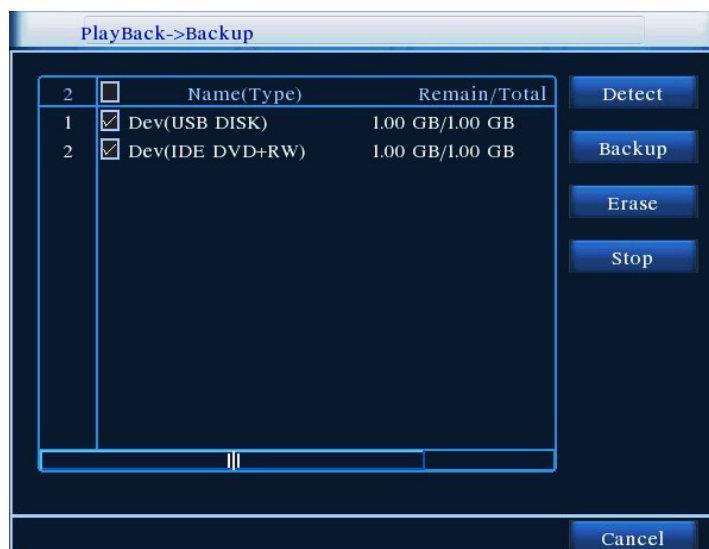 PlayBack->Backup
2 Name(Type) Remain/Total
1 Dev(USB DISK) 1.00 GB/1.00 GB
2 Dev(IDE DVD+RW) 1.00 GB/1.00 GB
Detect
Backup
Erase
Stop
Cancel